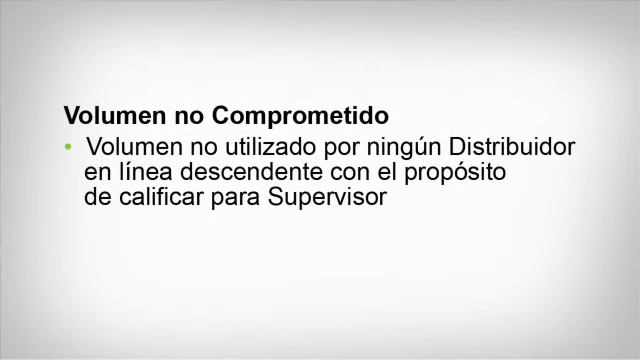 Volumen no Comprometido
• Volumen no utilizado por ningún Distribuidor
en línea descendente con el propósito
de calificar para Supervisor